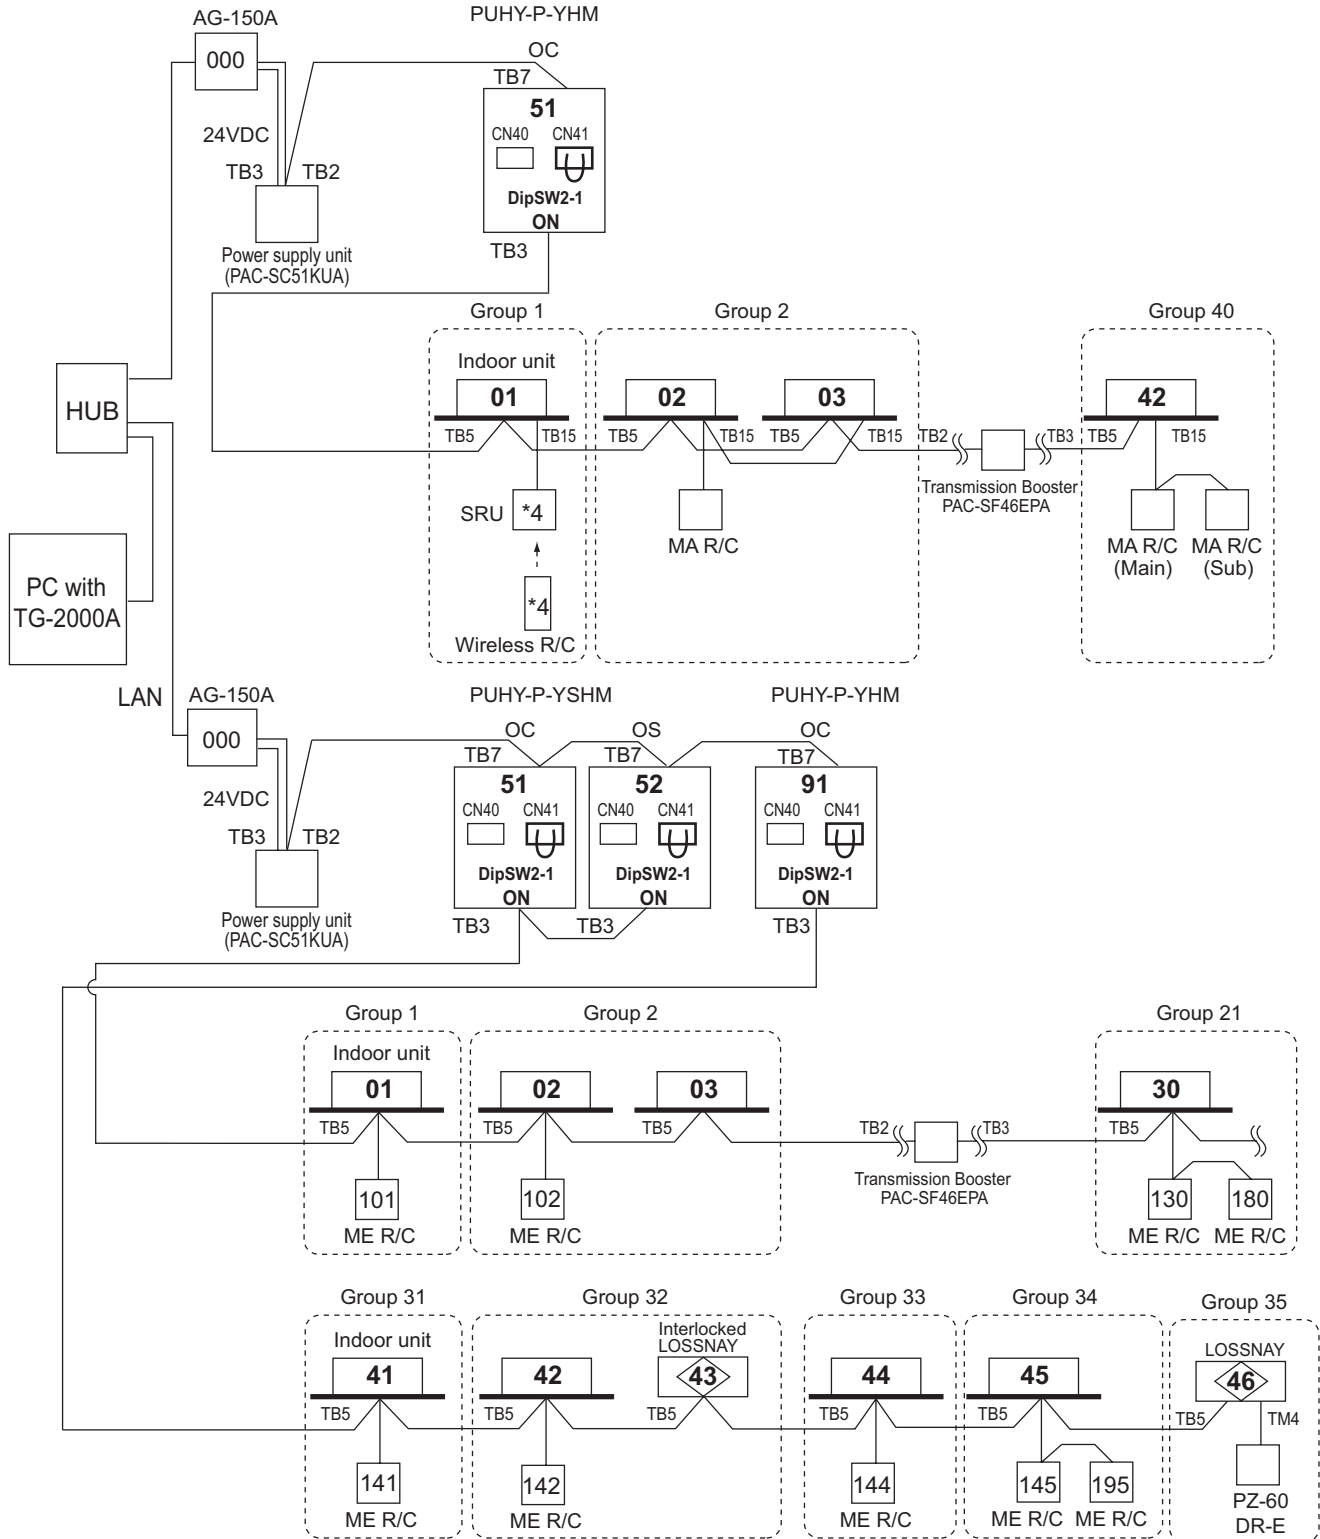 AG-150A
PUHY-P-YHM
000
OC
TB7
51
CN40
CN41
DipSW2-1
ON
TB3
24VDC
TB3
TB2
Power supply unit
(PAC-SC51KUA)
Group 1
Group 2
Group 40
Indoor unit
01
02
03
42
TB5
TB15
TB5
TB15
TB5
TB15
TB2
TB3
TB5
TB15
Transmission Booster
PAC-SF46EPA
SRU
*4
MA R/C
MA R/C
(Main)
MA R/C
(Sub)
*4
Wireless R/C
HUB
PC with
TG-2000A
LAN
AG-150A
PUHY-P-YSHM
PUHY-P-YHM
000
OC
OS
OC
TB7
TB7
TB7
51
52
91
CN40
CN41
CN40
CN41
CN40
CN41
DipSW2-1
ON
DipSW2-1
ON
DipSW2-1
ON
TB3
TB3
TB3
24VDC
TB3
TB2
Power supply unit
(PAC-SC51KUA)
Group 1
Group 2
Group 21
Indoor unit
01
02
03
30
TB5
TB5
TB5
TB2
TB3
TB5
Transmission Booster
PAC-SF46EPA
101
102
130
180
ME R/C
ME R/C
ME R/C
ME R/C
Group 31
Group 32
Group 33
Group 34
Group 35
Indoor unit
Interlocked
LOSSNAY
LOSSNAY
41
42
43
44
45
46
TB5
TB5
TB5
TB5
TB5
TB5
TM4
141
142
144
145
195
ME R/C
ME R/C
ME R/C
ME R/C
ME R/C
PZ-60
DR-E